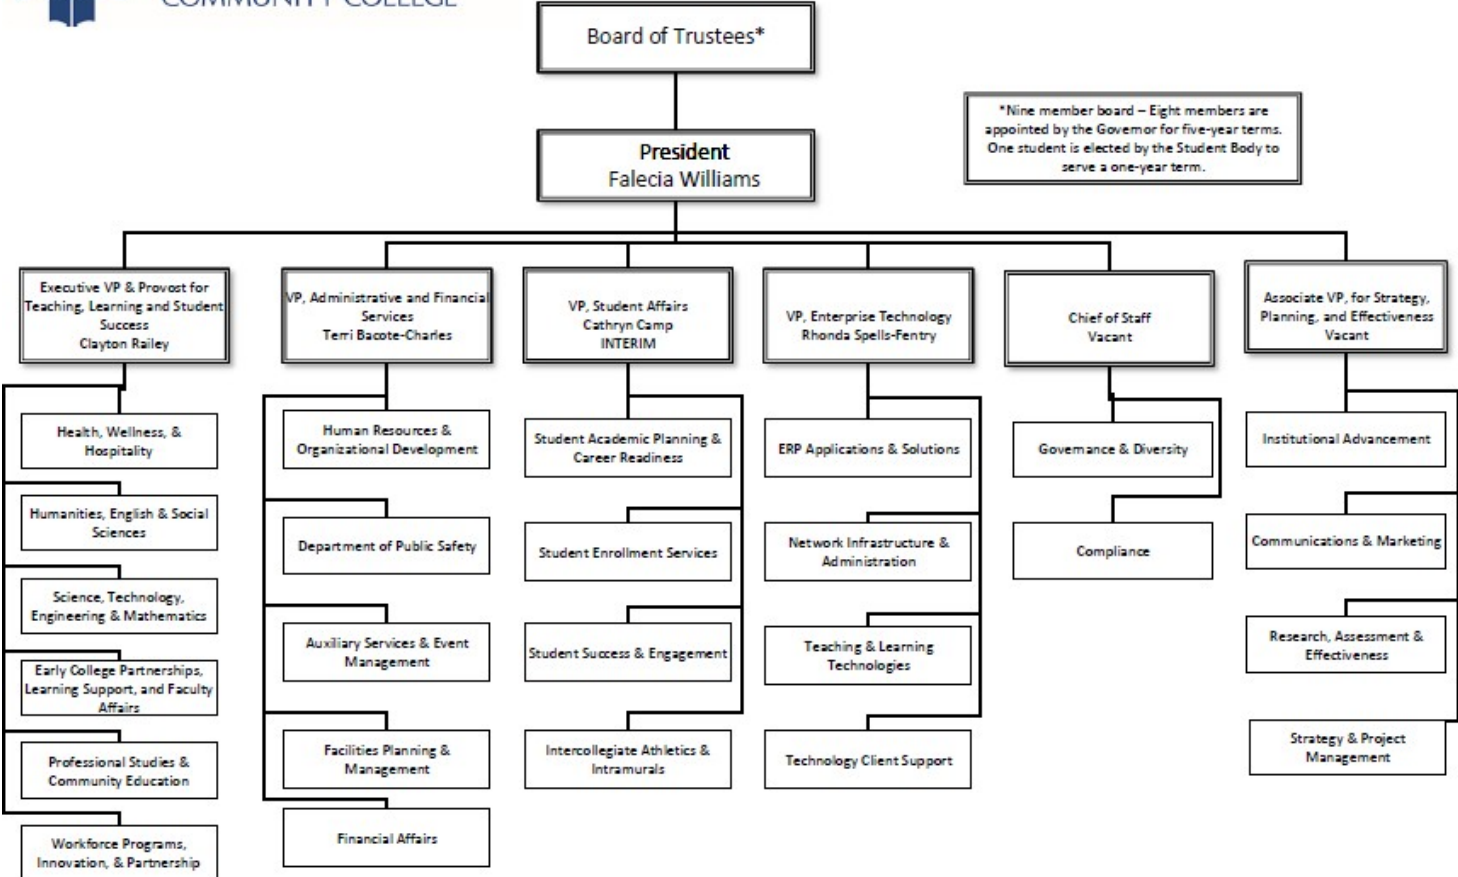 COMMUNITY COLLEGE
Board of Trustees*
*Nine member board – Eight members are
appointed by the Governor for five-year terms.
One student is elected by the Student Body to
serve a one-year term.
President
Falecia Williams
Executive VP & Provost for
Teaching, Learning and Student
Success
Clayton Railey
VP, Administrative and Financial
Services
Terri Bacote-Charles
VP, Student Affairs
Cathryn Camp
INTERIM
VP, Enterprise Technology
Rhonda Spells-Fentry
Chief of Staff
Vacant
Associate VP, for Strategy,
Planning, and Effectiveness
Vacant
Health, Wellness, &
Hospitality
Humanities, English & Social
Sciences
Science, Technology,
Engineering & Mathematics
Early College Partnerships,
Learning Support, and Faculty
Affairs
Professional Studies &
Community Education
Workforce Programs,
Innovation, & Partnership
Human Resources &
Organizational Development
Department of Public Safety
Auxiliary Services & Event
Management
Facilities Planning &
Management
Financial Affairs
Student Academic Planning &
Career Readiness
Student Enrollment Services
Student Success & Engagement
Intercollegiate Athletics &
Intramurals
ERP Applications & Solutions
Network Infrastructure &
Administration
Teaching & Learning
Technologies
Technology Client Support
Governance & Diversity
Compliance
Institutional Advancement
Communications & Marketing
Research, Assessment &
Effectiveness
Strategy & Project
Management